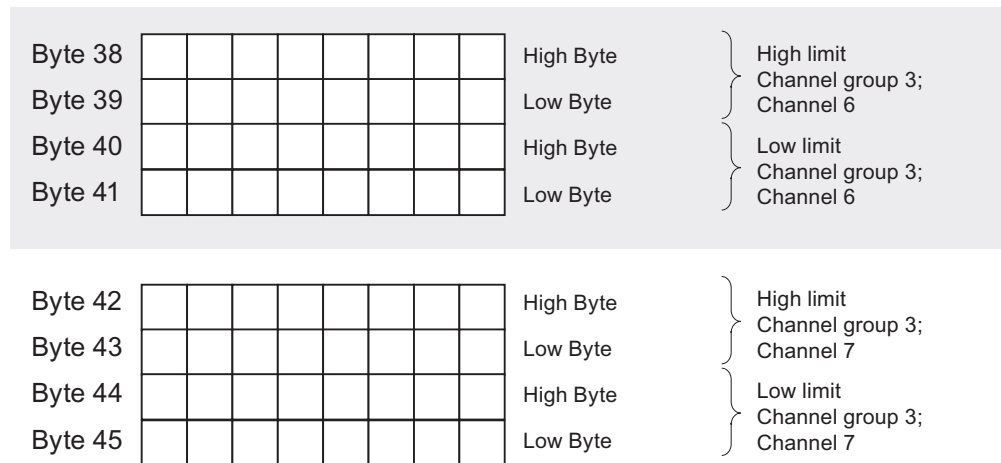 Byte 38
High Byte
High limit
Channel group 3;
Byte 39
Low Byte
Channel 6
Byte 40
High Byte
Low limit
Channel group 3;
Byte 41
Low Byte
Channel 6
Byte 42
High Byte
High limit
Channel group 3;
Byte 43
Low Byte
Channel 7
Byte 44
High Byte
Low limit
Channel group 3;
Byte 45
Low Byte
Channel 7